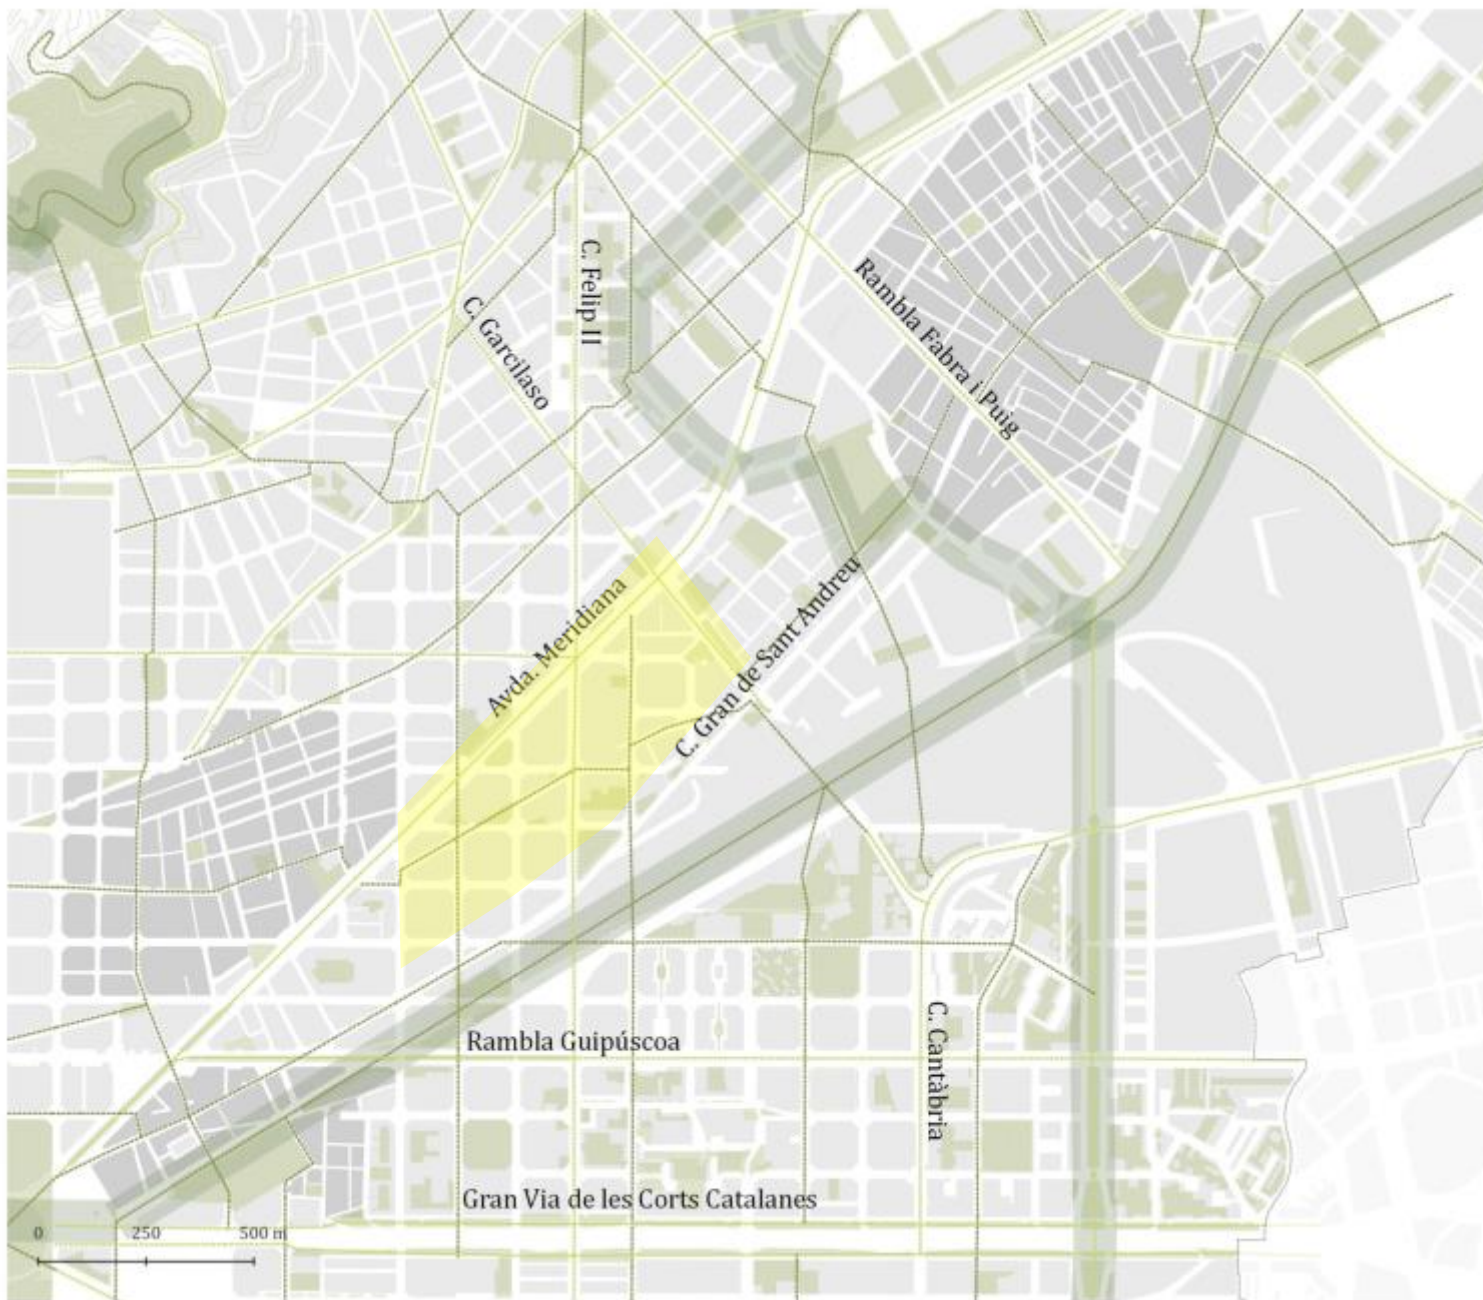 C. Felip II
C. Garcilaso
Rambla Fabra i Puig
Avda. Meridiana
C. Gran de Sant Andreu
C. Cantàbria
Rambla Guipúscoa
Gran Via de les Corts Catalanes
0 250 500 m